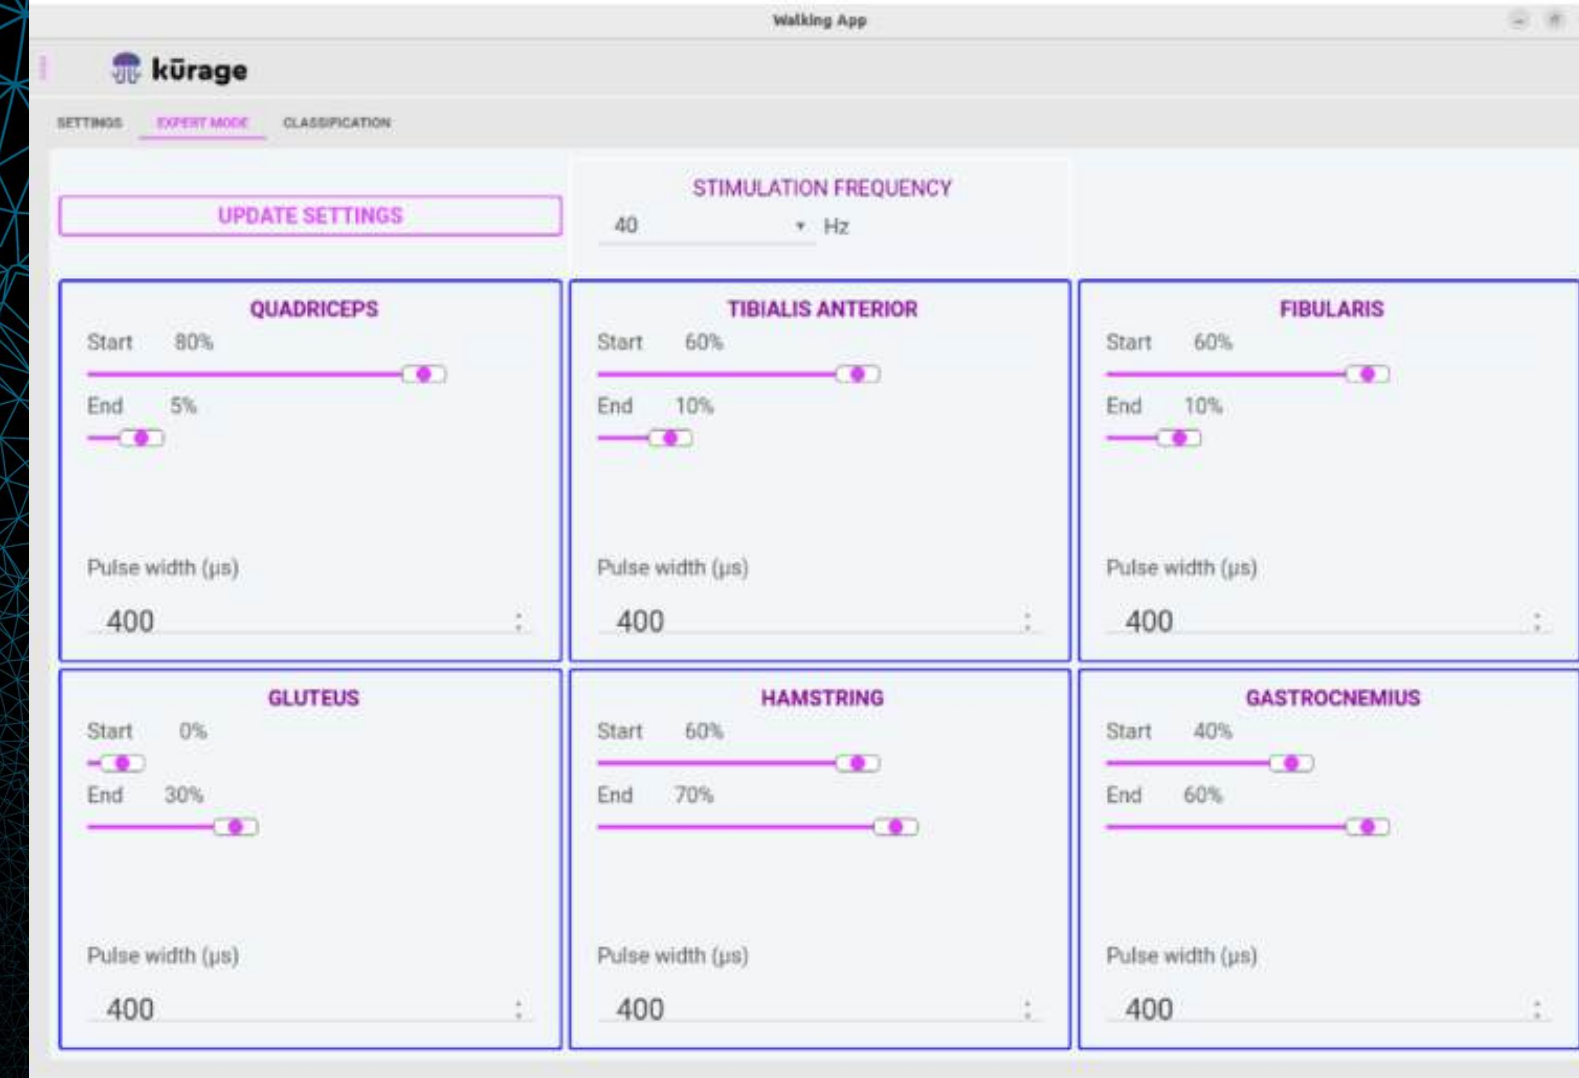 Walking App
kūrage
SETTINGS EXPERT MODE CLASSIFICATION
UPDATE SETTINGS
STIMULATION FREQUENCY
40 Hz
QUADRICEPS
Start 80%
End 5%
Pulse width (µs)
400
TIBIALIS ANTERIOR
Start 60%
End 10%
Pulse width (µs)
400
FIBULARIS
Start 60%
End 10%
Pulse width (µs)
400
GLUTEUS
Start 0%
End 30%
Pulse width (µs)
400
HAMSTRING
Start 60%
End 70%
Pulse width (µs)
400
GASTROCNEMIUS
Start 40%
End 60%
Pulse width (µs)
400